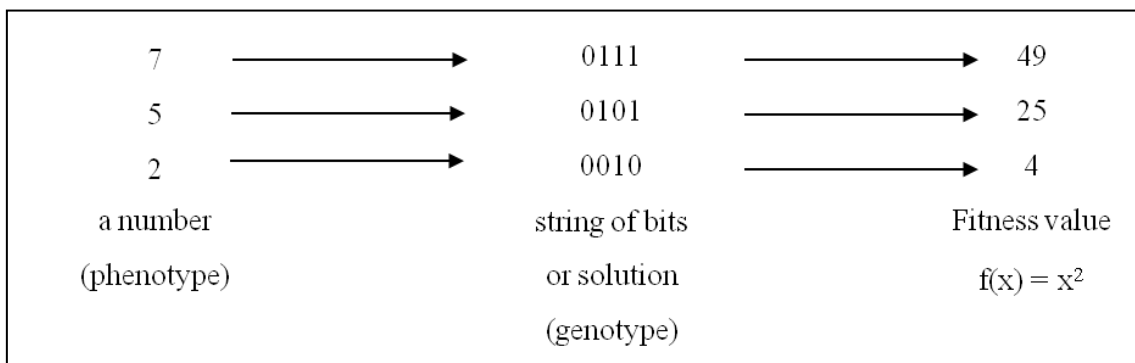 7 0111 49
5 0101 25
2 0010 4
a number string of bits Fitness value
(phenotype) or solution f(x) = x²
(genotype)